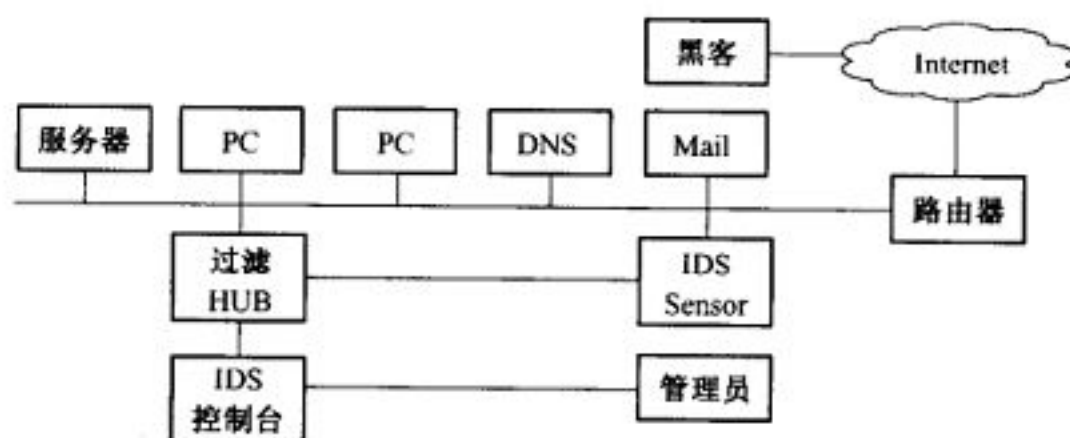 黑客
Internet
服务器
PC
PC
DNS
Mail
路由器
过滤
HUB
IDS
Sensor
IDS
控制台
管理员